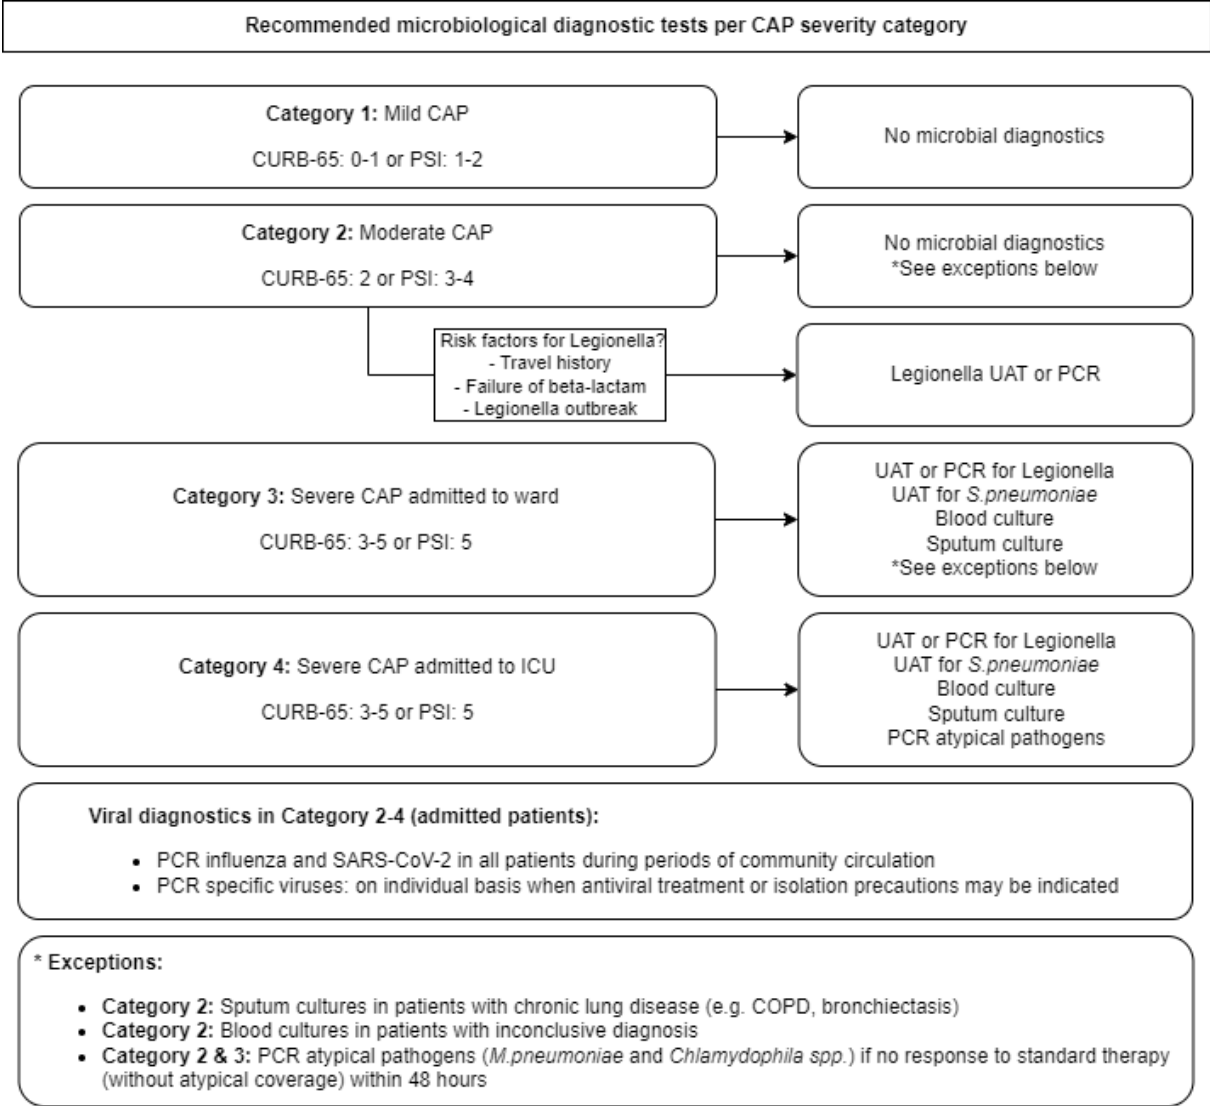 Recommended microbiological diagnostic tests per CAP severity category
Category 1: Mild CAP
CURB-65: 0-1 or PSI: 1-2
No microbial diagnostics
Category 2: Moderate CAP
CURB-65: 2 or PSI: 3-4
No microbial diagnostics
*See exceptions below
Risk factors for Legionella?
- Travel history
- Failure of beta-lactam
- Legionella outbreak
Legionella UAT or PCR
Category 3: Severe CAP admitted to ward
CURB-65: 3-5 or PSI: 5
UAT or PCR for Legionella
UAT for S.pneumoniae
Blood culture
Sputum culture
*See exceptions below
Category 4: Severe CAP admitted to ICU
CURB-65: 3-5 or PSI: 5
UAT or PCR for Legionella
UAT for S.pneumoniae
Blood culture
Sputum culture
PCR atypical pathogens
Viral diagnostics in Category 2-4 (admitted patients):
• PCR influenza and SARS-CoV-2 in all patients during periods of community circulation
• PCR specific viruses: on individual basis when antiviral treatment or isolation precautions may be indicated
* Exceptions:
• Category 2: Sputum cultures in patients with chronic lung disease (e.g. COPD, bronchiectasis)
• Category 2: Blood cultures in patients with inconclusive diagnosis
• Category 2 & 3: PCR atypical pathogens (M.pneumoniae and Chlamydophila spp.) if no response to standard therapy
(without atypical coverage) within 48 hours